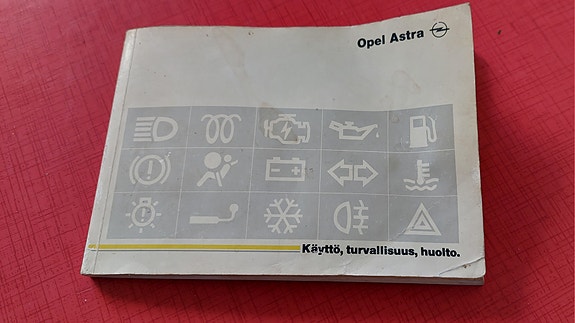 Opel Astra
Käyttö, turvallisuus, huolto.